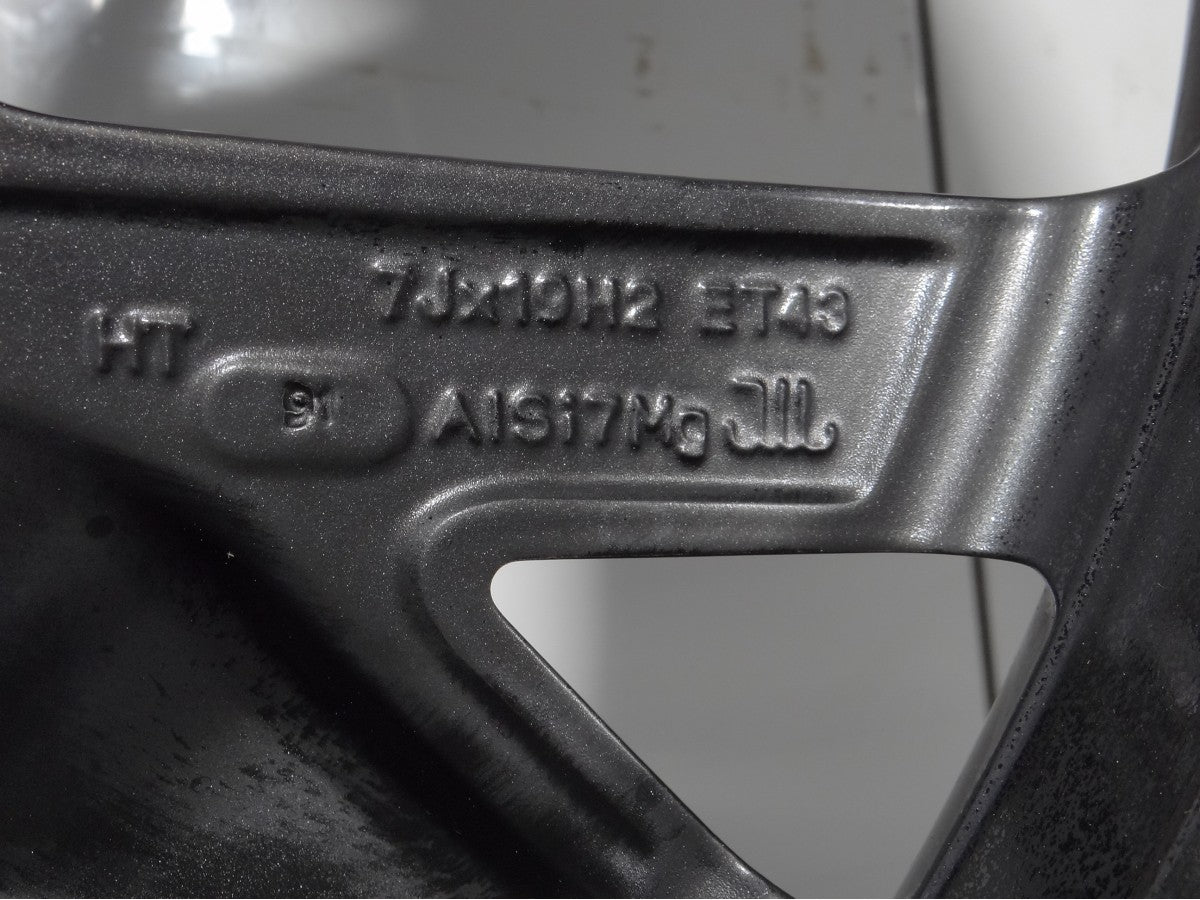 7Jx19H2 ET43
HT
91 AlSi7Mg